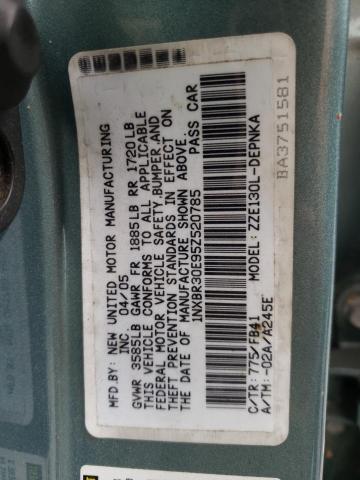 MFD. BY: NEW UNITED MOTOR MANUFACTURING
INC. 04/05
GVWR 3585LB GAWR FR 1885LB RR 1720LB
THIS VEHICLE CONFORMS TO ALL APPLICABLE
FEDERAL MOTOR VEHICLE SAFETY,BUMPER,AND
THEFT PREVENTION STANDARDS IN EFFECT ON
THE DATE OF MANUFACTURE SHOWN ABOVE.
1NXBR30E95Z520785 PASS CAR
C/TR: 775/FB41 MODEL: ZZE130L-DEPNKA
A/TM: -02A/A245E
BA3751581